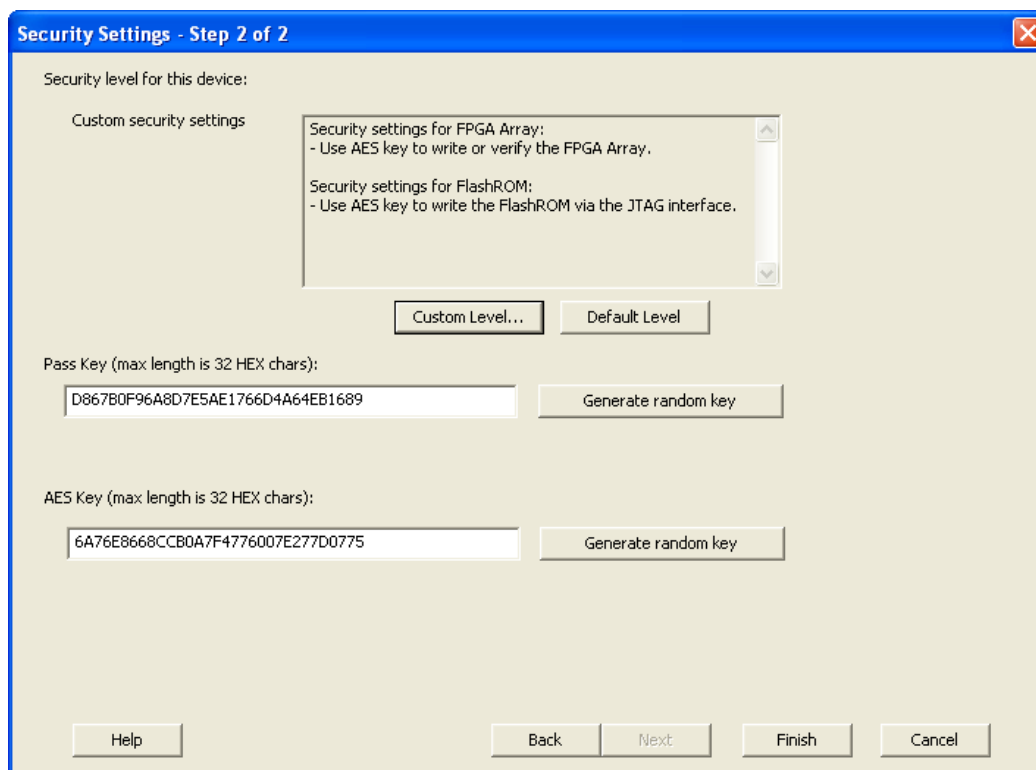 Security Settings - Step 2 of 2
Security level for this device:
Custom security settings
Security settings for FPGA Array:
- Use AES key to write or verify the FPGA Array.
Security settings for FlashROM:
- Use AES key to write the FlashROM via the JTAG interface.
Custom Level...
Default Level
Pass Key (max length is 32 HEX chars):
D867B0F96A8D7E5AE1766D4A64EB1689
Generate random key
AES Key (max length is 32 HEX chars):
6A76E8668CCB0A7F4776007E277D0775
Generate random key
Help
Back
Next
Finish
Cancel